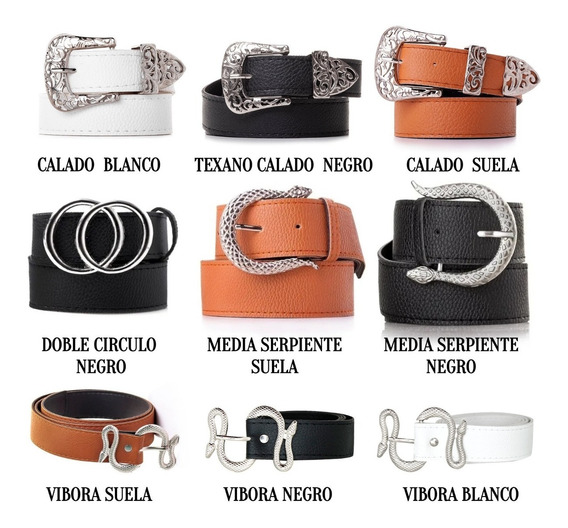 CALADO BLANCO
TEXANO CALADO NEGRO
CALADO SUELA
DOBLE CIRCULO
NEGRO
MEDIA SERPIENTE
SUELA
MEDIA SERPIENTE
NEGRO
VIBORA SUELA
VIBORA NEGRO
VIBORA BLANCO